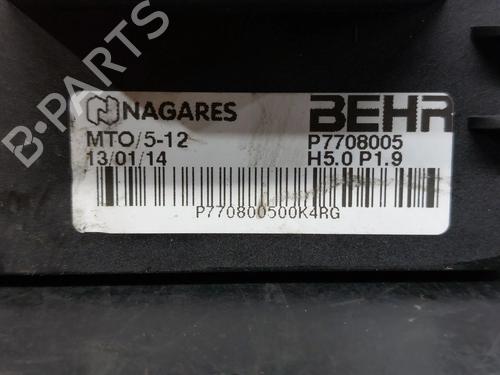 NAGARES BEHR
MTO/5-12 P7708005
13/01/14 H5.0 P1.9
P770800500K4RG
B-PARTS